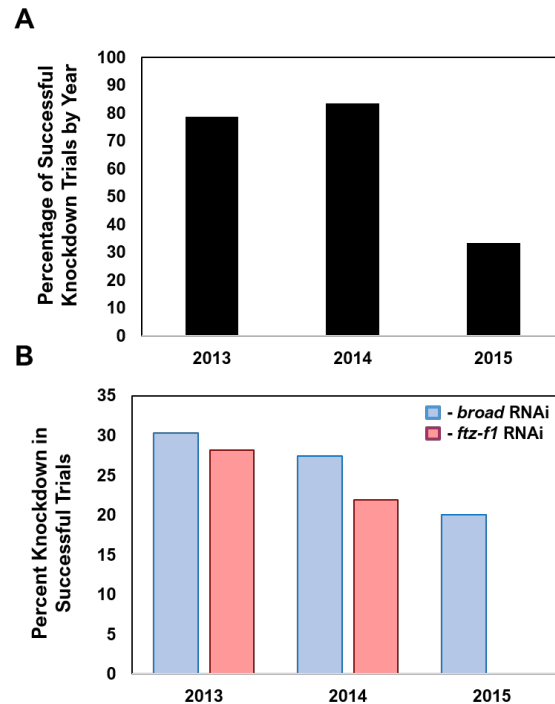 A
Percentage of Successful
Knockdown Trials by Year
100
90
80
70
60
50
40
30
20
10
0
2013 2014 2015
B
Percent Knockdown in
Successful Trials
35
30
25
20
15
10
5
0
- broad RNAi
- ftz-f1 RNAi
2013 2014 2015